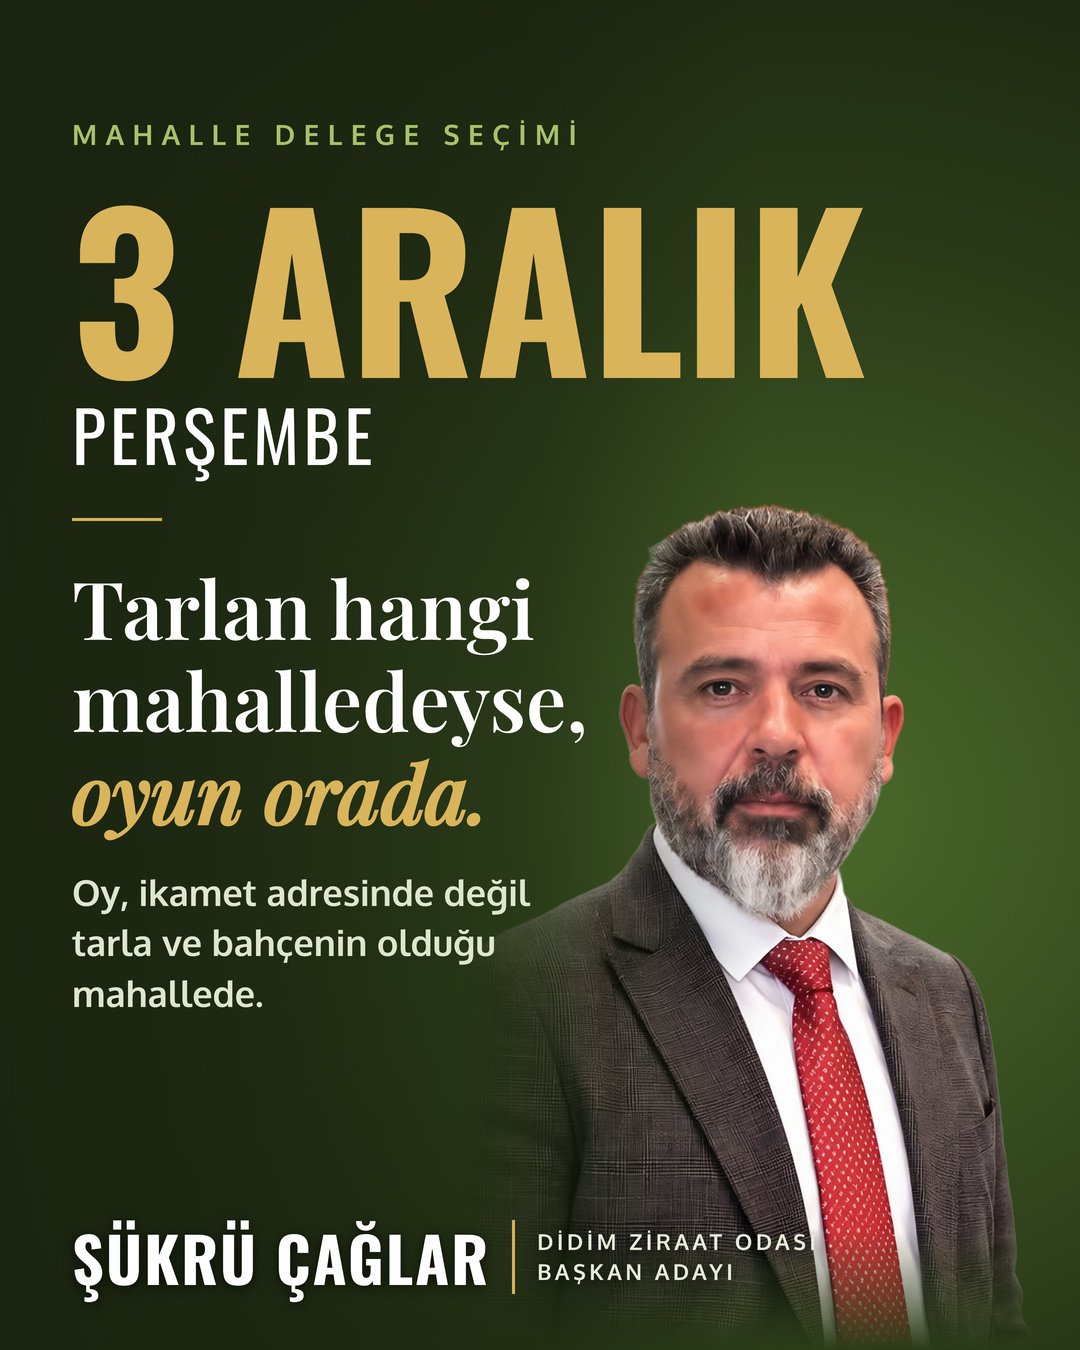 MAHALLE DELEGE SEÇİMİ
3 ARALIK
PERŞEMBE
Tarlan hangi
mahalledeyse,
oyun orada.
Oy, ikamet adresinde değil
tarla ve bahçenin olduğu
mahallede.
ŞÜKRÜ ÇAĞLAR
DİDİM ZİRAAT ODASI
BAŞKAN ADAYI